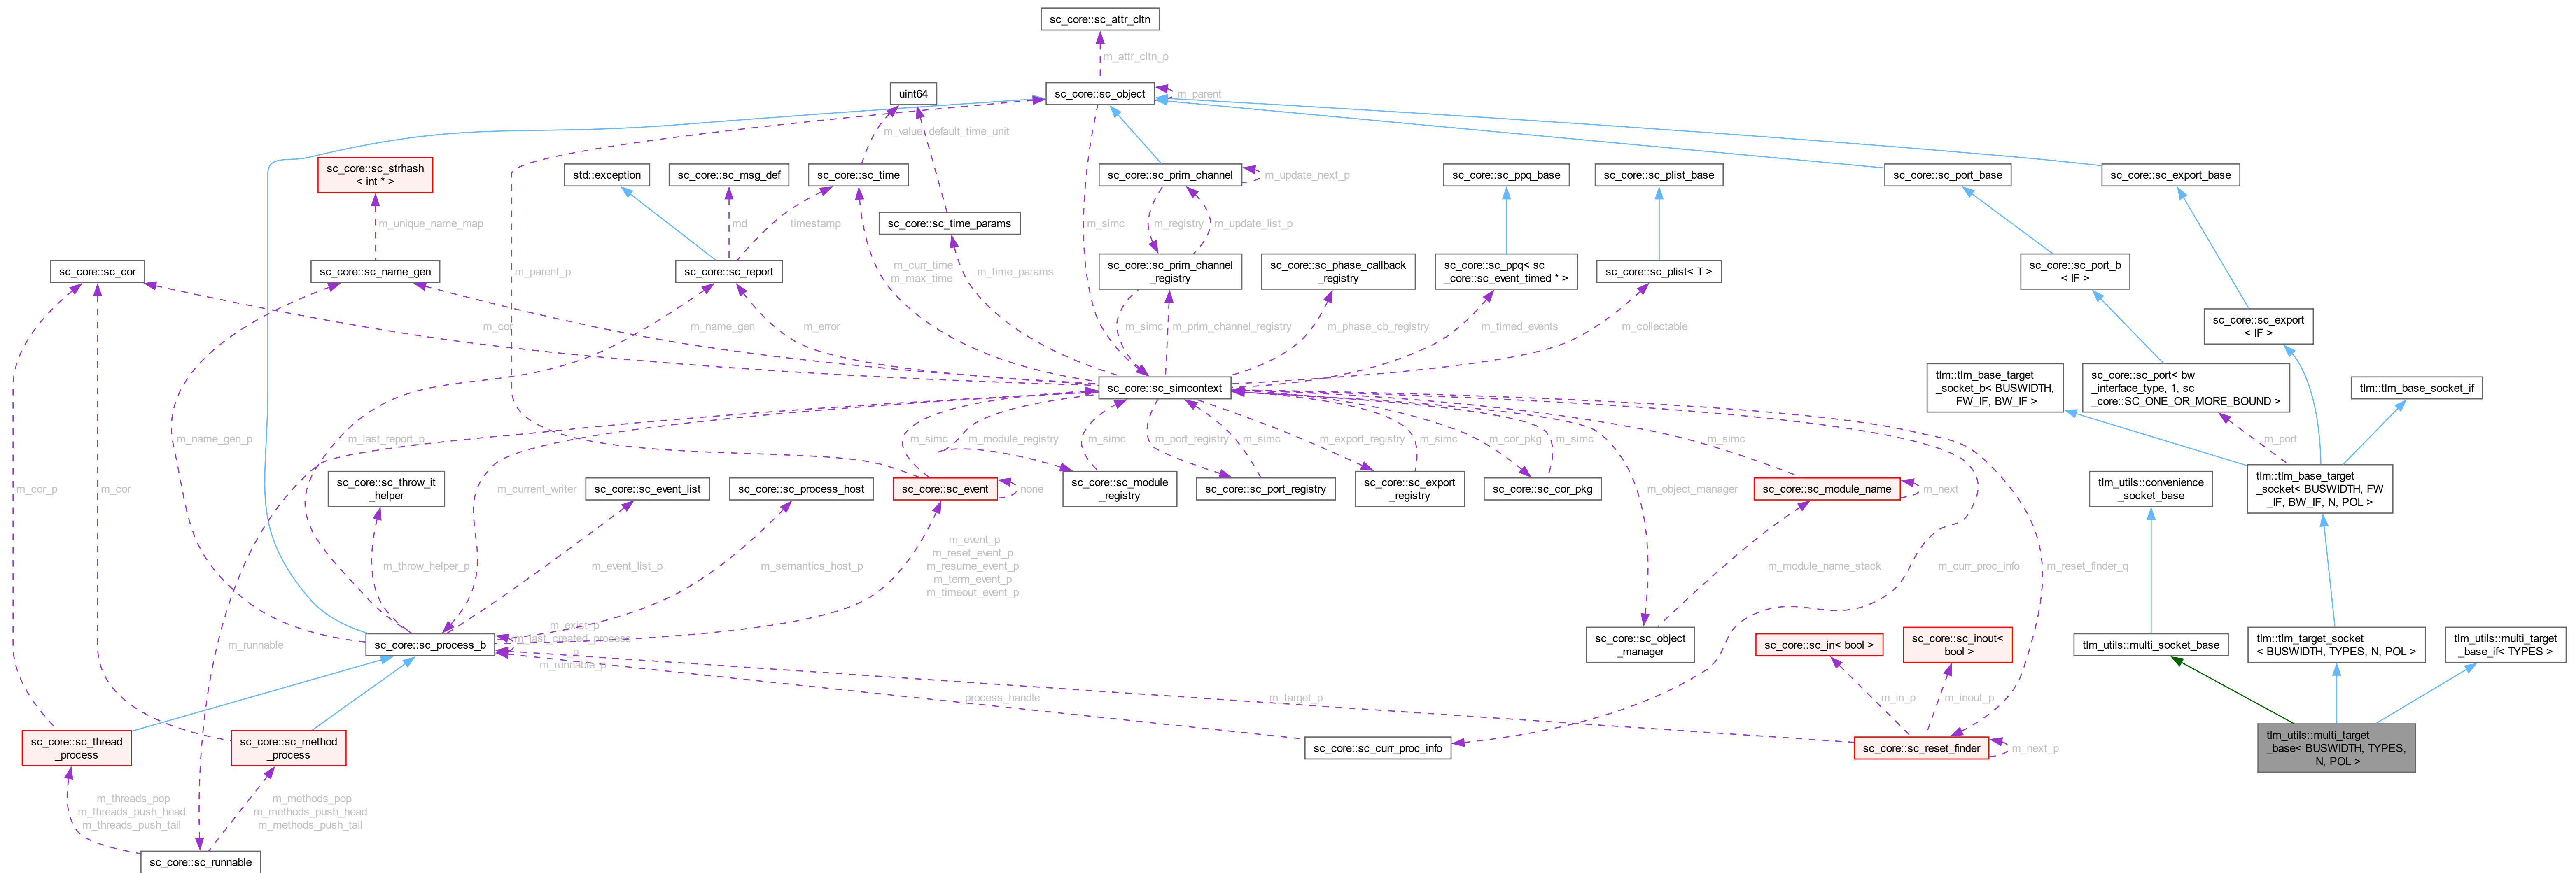 sc_core::sc_attr_cltn
m_attr_cltn_p
uint64
sc_core::sc_object
m_parent
m_value
default_time_unit
sc_core::sc_strhash
< int * >
std::exception
sc_core::sc_msg_def
sc_core::sc_time
sc_core::sc_prim_channel
m_update_next_p
sc_core::sc_ppq_base
sc_core::sc_plist_base
sc_core::sc_port_base
sc_core::sc_export_base
m_unique_name_map
md
timestamp
sc_core::sc_time_params
m_simc
m_registry
m_update_list_p
sc_core::sc_cor
sc_core::sc_name_gen
m_parent_p
sc_core::sc_report
m_curr_time
m_max_time
m_time_params
sc_core::sc_prim_channel
_registry
sc_core::sc_phase_callback
_registry
sc_core::sc_ppq< sc
_core::sc_event_timed * >
sc_core::sc_plist< T >
sc_core::sc_port_b
< IF >
m_cor
m_name_gen
m_error
m_simc
m_prim_channel_registry
m_phase_cb_registry
m_timed_events
m_collectable
sc_core::sc_export
< IF >
sc_core::sc_simcontext
tlm::tlm_base_target
_socket_b< BUSWIDTH,
FW_IF, BW_IF >
sc_core::sc_port< bw
_interface_type, 1, sc
_core::SC_ONE_OR_MORE_BOUND >
tlm::tlm_base_socket_if
m_name_gen_p
m_last_report_p
m_simc
m_module_registry
m_simc
m_port_registry
m_simc
m_export_registry
m_simc
m_cor_pkg
m_simc
m_simc
m_port
m_cor_p
m_cor
sc_core::sc_throw_it
_helper
m_current_writer
sc_core::sc_event_list
sc_core::sc_process_host
sc_core::sc_event
none
sc_core::sc_module
_registry
sc_core::sc_port_registry
sc_core::sc_export
_registry
sc_core::sc_cor_pkg
m_object_manager
sc_core::sc_module_name
m_next
tlm_utils::convenience
_socket_base
tlm::tlm_base_target
_socket< BUSWIDTH, FW
_IF, BW_IF, N, POL >
m_throw_helper_p
m_event_list_p
m_semantics_host_p
m_event_p
m_reset_event_p
m_resume_event_p
m_term_event_p
m_timeout_event_p
m_module_name_stack
m_curr_proc_info
m_reset_finder_q
m_runnable
sc_core::sc_process_b
m_exist_p
m_last_created_process
_p
m_runnable_p
sc_core::sc_object
_manager
sc_core::sc_in< bool >
sc_core::sc_inout<
bool >
tlm_utils::multi_socket_base
tlm::tlm_target_socket
< BUSWIDTH, TYPES, N, POL >
tlm_utils::multi_target
_base_if< TYPES >
process_handle
m_target_p
m_in_p
m_inout_p
sc_core::sc_thread
_process
sc_core::sc_method
_process
sc_core::sc_curr_proc_info
sc_core::sc_reset_finder
m_next_p
tlm_utils::multi_target
_base< BUSWIDTH, TYPES,
N, POL >
m_threads_pop
m_threads_push_head
m_threads_push_tail
m_methods_pop
m_methods_push_head
m_methods_push_tail
sc_core::sc_runnable